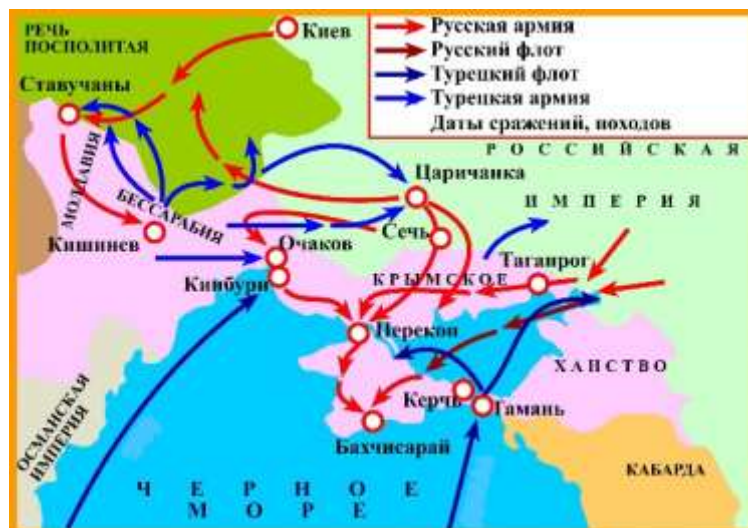 РЕЧЬ
ПОСПОЛИТАЯ
Киев
Русская армия
Русский флот
Турецкий флот
Турецкая армия
Даты сражений, походов
Ставучаны
РОССИЙСКАЯ
ИМПЕРИЯ
МОЛДАВИЯ
БЕССАРАБИЯ
Царичанка
Сечь
Кишинев
Очаков
Кинбурн
КРЫМСКОЕ
Таганрог
Перекоп
ХАНСТВО
Керчь
Тамань
Бахчисарай
ОСМАНСКАЯ
ИМПЕРИЯ
КАБАРДА
ЧЕРНОЕ
МОРЕ